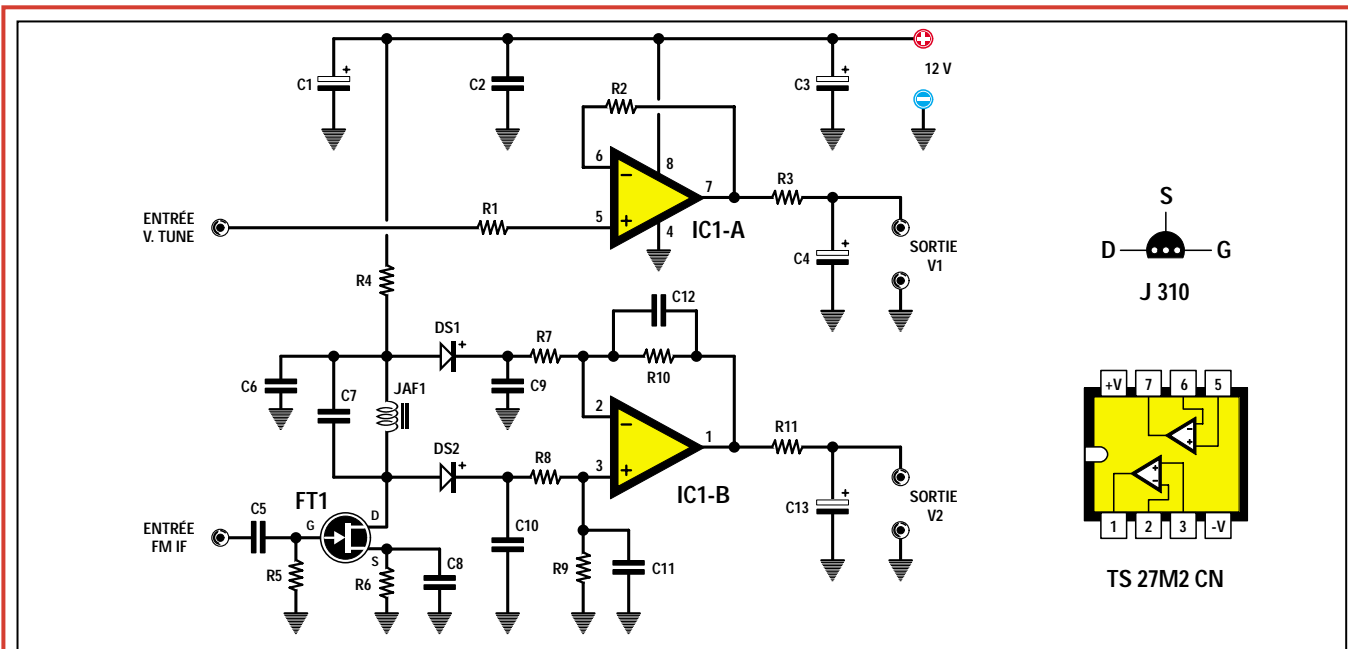 C1
+
C2
C3
+
12 V
R2
6
8
7
5
4
IC1-A
R1
R3
ENTRÉE
V. TUNE
C4
+
SORTIE
V1
S
D
G
J 310
R4
C12
DS1
+
R7
R10
C6
C7
JAF1
C9
2
1
3
IC1-B
R11
DS2
+
R8
C13
+
SORTIE
V2
FT1
D
G
S
ENTRÉE
FM IF
C5
R5
R6
C8
C10
R9
C11
+V
7
6
5
1
2
3
-V
TS 27M2 CN